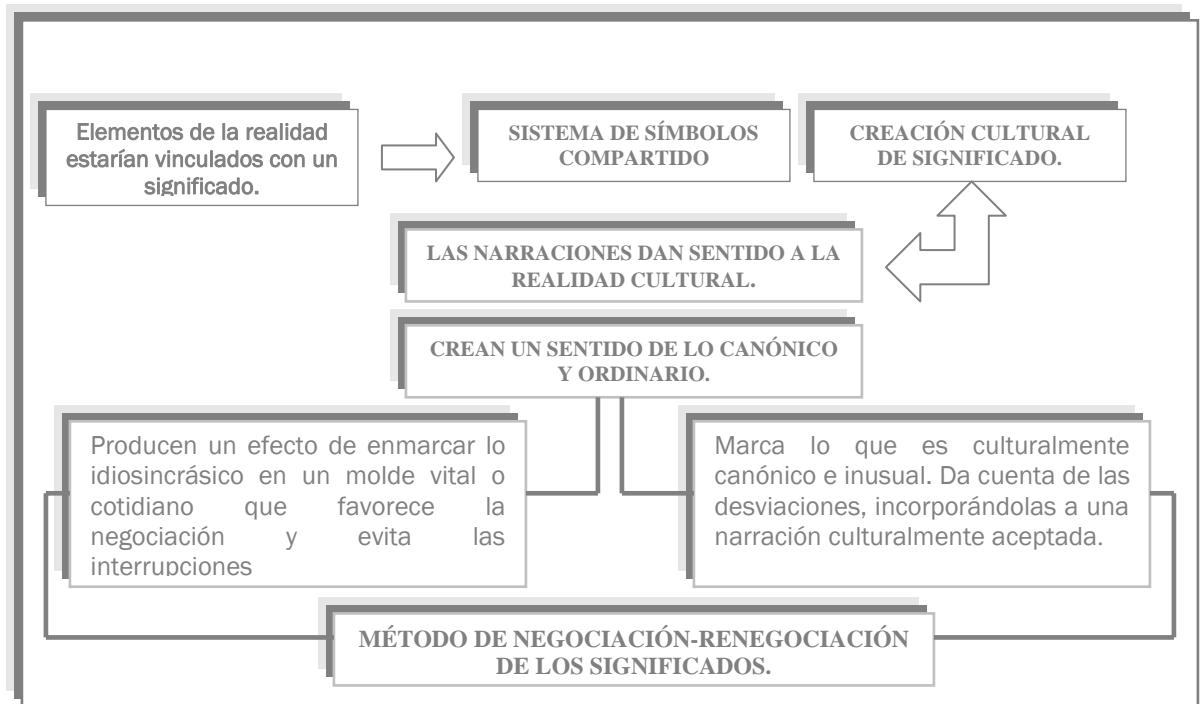 Elementos de la realidad
estarían vinculados con un
significado.
SISTEMA DE SÍMBOLOS
COMPARTIDO
CREACIÓN CULTURAL
DE SIGNIFICADO.
LAS NARRACIONES DAN SENTIDO A LA
REALIDAD CULTURAL.
CREAN UN SENTIDO DE LO CANÓNICO
Y ORDINARIO.
Producen un efecto de enmarcar lo
idiosincrásico en un molde vital o
cotidiano que favorece la
negociación y evita las
interrupciones
Marca lo que es culturalmente
canónico e inusual. Da cuenta de las
desviaciones, incorporándolas a una
narración culturalmente aceptada.
MÉTODO DE NEGOCIACIÓN-RENEGOCIACIÓN
DE LOS SIGNIFICADOS.